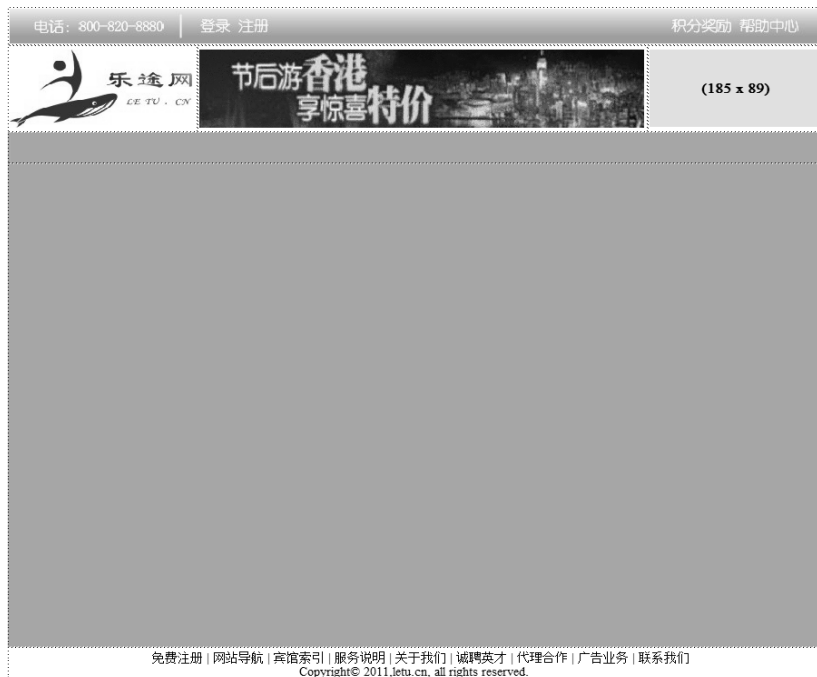 电话：800-820-8880 | 登录 注册 积分奖励 帮助中心
乐途网
LE TU . CN
节后游香港
享惊喜特价
(185 x 89)
免费注册 | 网站导航 | 宾馆索引 | 服务说明 | 关于我们 | 诚聘英才 | 代理合作 | 广告业务 | 联系我们
Copyright© 2011,letu.cn, all rights reserved.